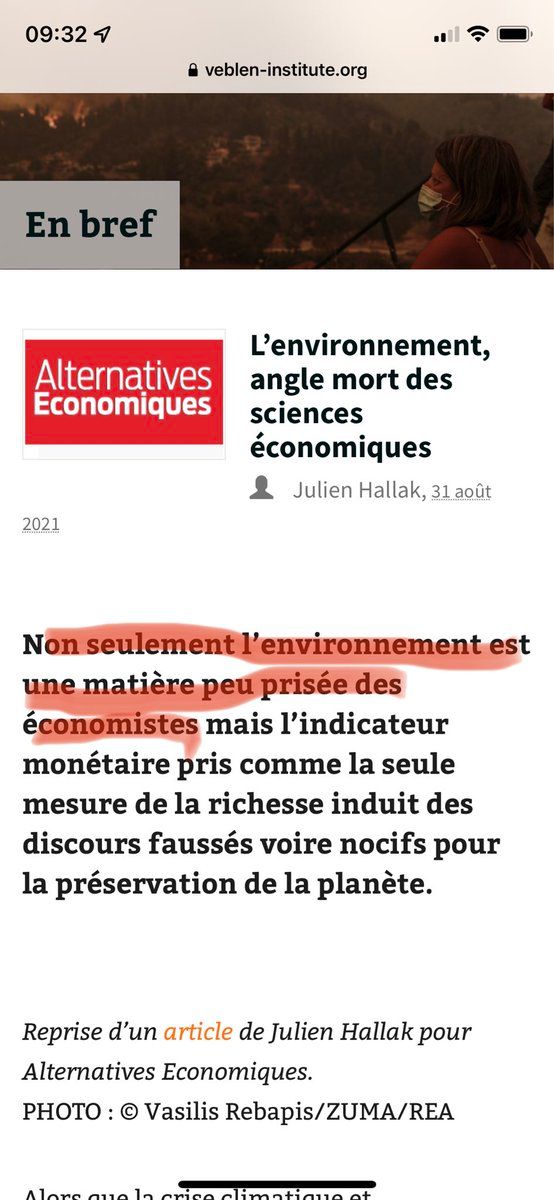 09:32
veblen-institute.org
En bref
Alternatives
Economiques
L’environnement,
angle mort des
sciences
économiques
Julien Hallak, 31 août
2021
Non seulement l’environnement est
une matière peu prisée des
économistes mais l’indicateur
monétaire pris comme la seule
mesure de la richesse induit des
discours faussés voire nocifs pour
la préservation de la planète.
Reprise d’un article de Julien Hallak pour
Alternatives Economiques.
PHOTO : © Vasilis Rebapis/ZUMA/REA
Alors que la crise climatique et